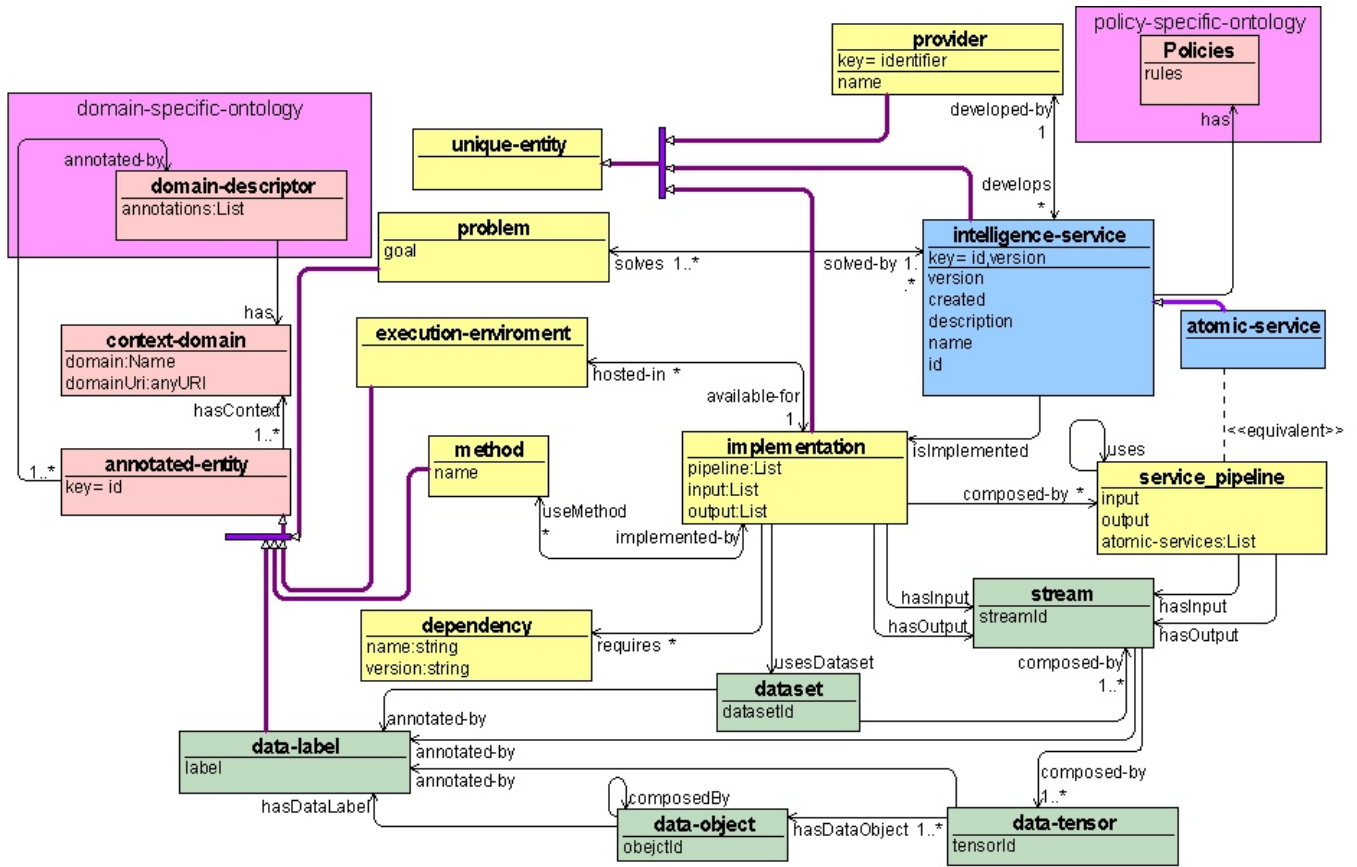 policy-specific-ontology
Policies
rules
has
provider
key= identifier
name
developed-by
1
develops
*
domain-specific-ontology
annotated-by
domain-descriptor
annotations:List
has
unique-entity
problem
goal
solves 1..*
solved-by 1.
.*
intelligence-service
key= id,version
version
created
description
name
id
atomic-service
<<equivalent>>
context-domain
domain:Name
domainUri:anyURI
hasContext
1..*
1..*
annotated-entity
key= id
execution-enviroment
hosted-in *
available-for
1
method
name
useMethod
*
implemented-by
implementation
pipeline:List
input:List
output:List
isImplemented
uses
composed-by *
service_pipeline
input
output
atomic-services:List
hasInput
hasOutput
stream
streamId
hasInput
hasOutput
dependency
name:string
version:string
requires *
usesDataset
composed-by
1..*
dataset
datasetId
annotated-by
data-label
label
annotated-by
annotated-by
composed-by
1..*
hasDataLabel
composedBy
data-object
obejctId
hasDataObject 1..*
data-tensor
tensorId